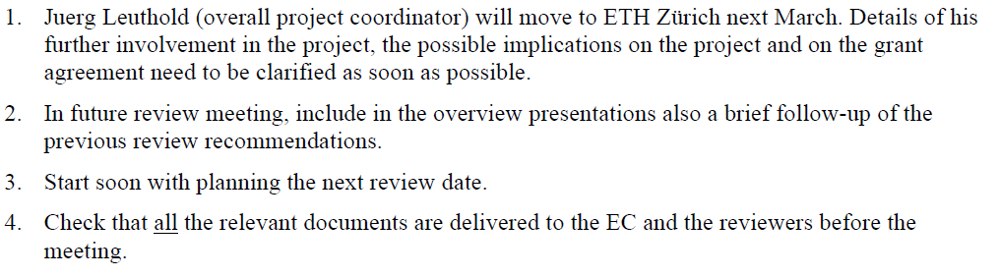 1. Juerg Leuthold (overall project coordinator) will move to ETH Zürich next March. Details of his
further involvement in the project, the possible implications on the project and on the grant
agreement need to be clarified as soon as possible.
2. In future review meeting, include in the overview presentations also a brief follow-up of the
previous review recommendations.
3. Start soon with planning the next review date.
4. Check that all the relevant documents are delivered to the EC and the reviewers before the
meeting.